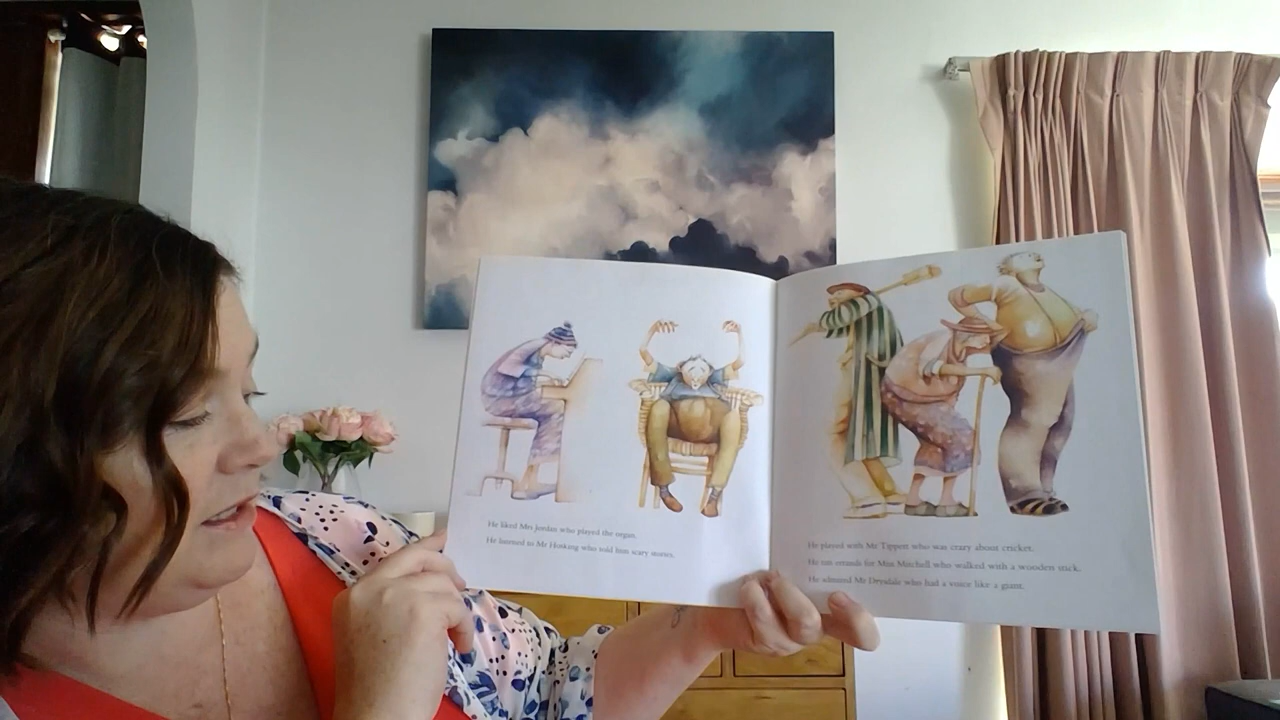 He liked Mrs Jordan who played the organ.
He listened to Mr Hosking who told him scary stories.
He played with Mr Tippett who was crazy about cricket.
He ran errands for Miss Mitchell who walked with a wooden stick.
He admired Mr Drysdale who had a voice like a giant.